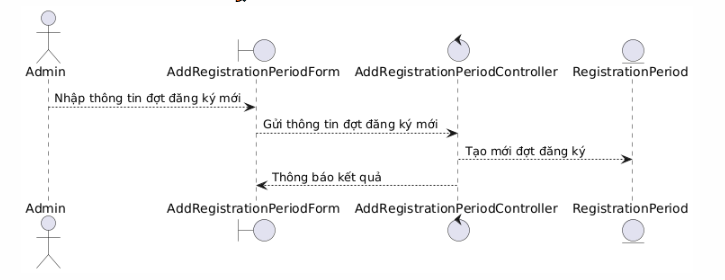 Admin AddRegistrationPeriodForm AddRegistrationPeriodController RegistrationPeriod
Nhập thông tin đợt đăng ký mới
Gửi thông tin đợt đăng ký mới
Tạo mới đợt đăng ký
Thông báo kết quả
Admin AddRegistrationPeriodForm AddRegistrationPeriodController RegistrationPeriod